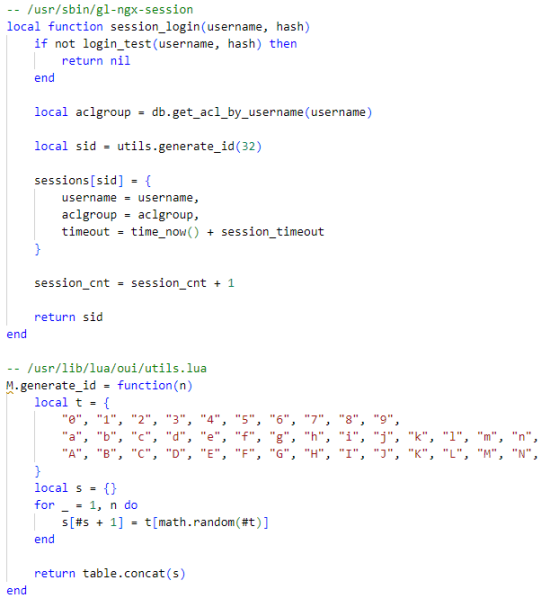 -- /usr/sbin/gl-ngx-session
local function session_login(username, hash)
    if not login_test(username, hash) then
        return nil
    end

    local aclgroup = db.get_acl_by_username(username)

    local sid = utils.generate_id(32)

    sessions[sid] = {
        username = username,
        aclgroup = aclgroup,
        timeout = time_now() + session_timeout
    }

    session_cnt = session_cnt + 1

    return sid
end

-- /usr/lib/lua/oui/utils.lua
M.generate_id = function(n)
    local t = {
        "0", "1", "2", "3", "4", "5", "6", "7", "8", "9",
        "a", "b", "c", "d", "e", "f", "g", "h", "i", "j", "k", "l", "m", "n",
        "A", "B", "C", "D", "E", "F", "G", "H", "I", "J", "K", "L", "M", "N",
    }
    local s = {}
    for _ = 1, n do
        s[#s + 1] = t[math.random(#t)]
    end

    return table.concat(s)
end